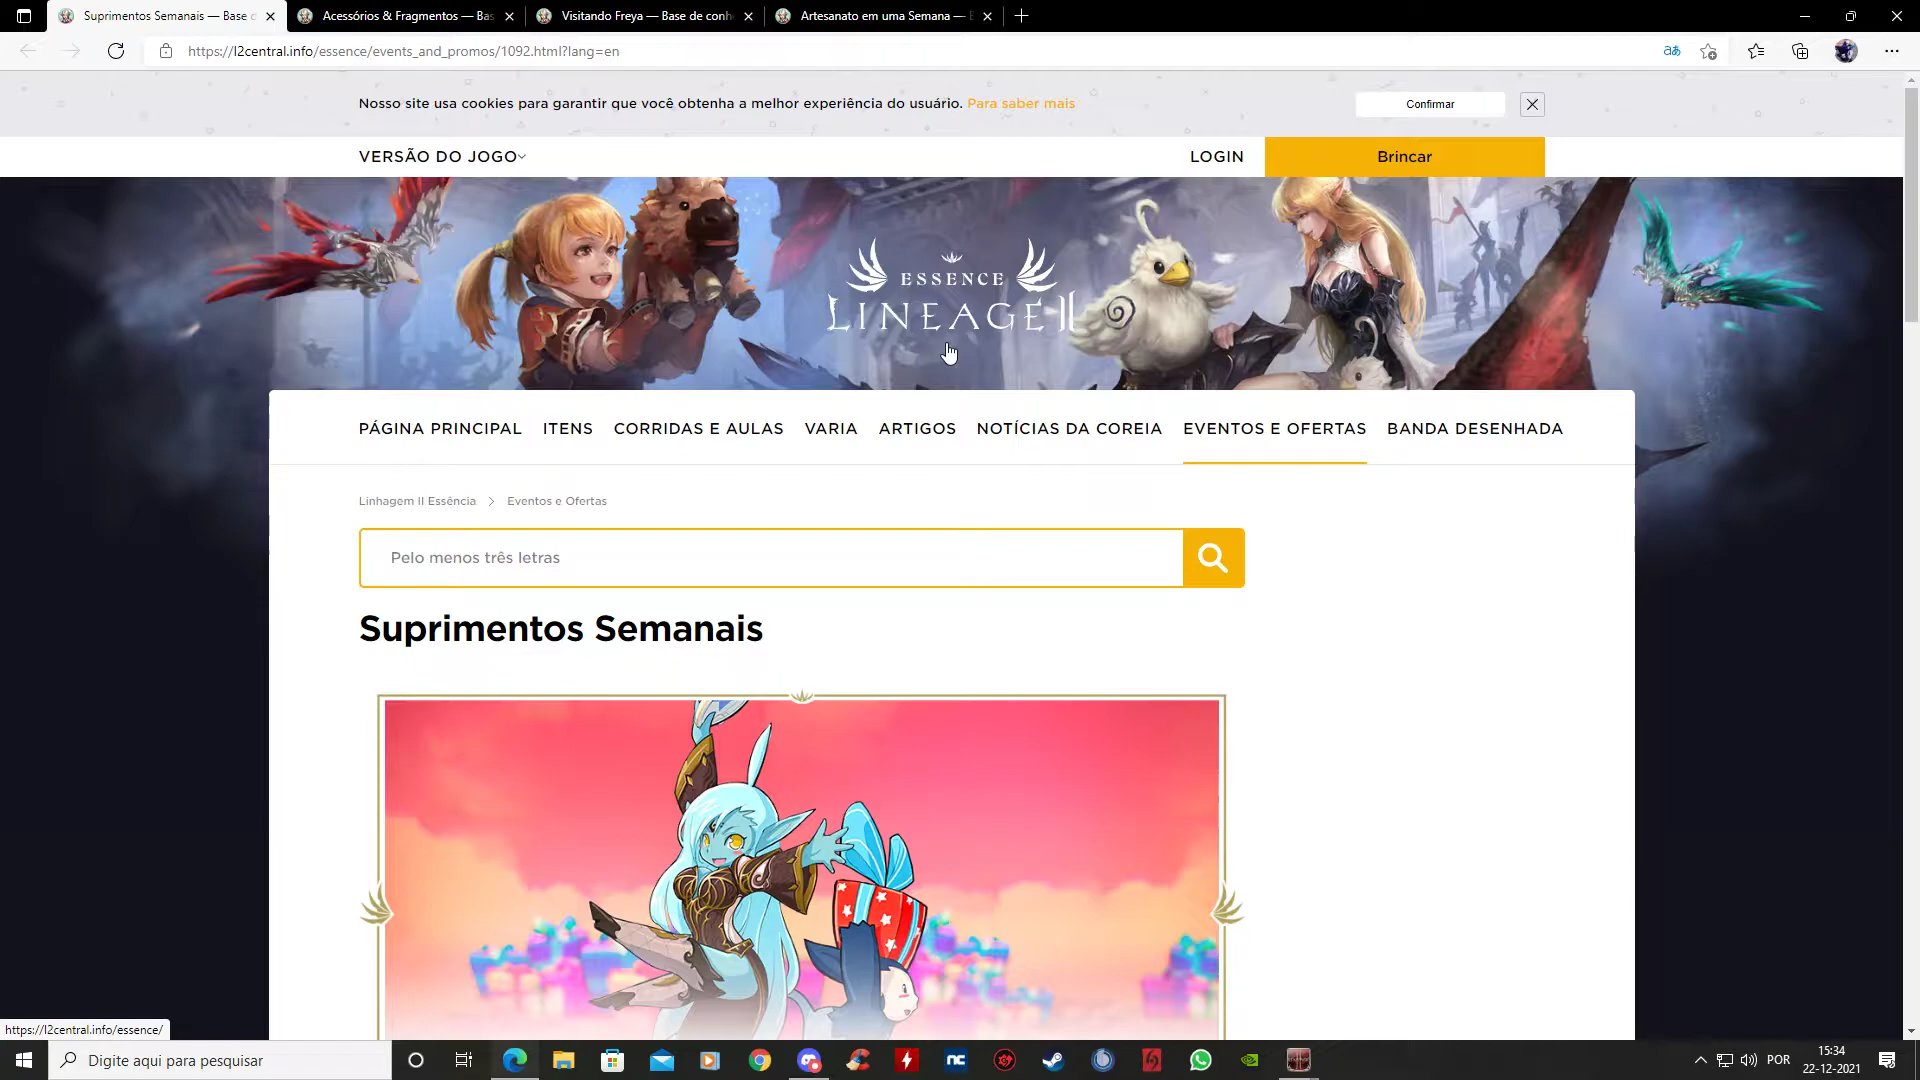 Suprimentos Semanais — Base d
Acessórios & Fragmentos — Bas
Visitando Freya — Base de conh
Artesanato em uma Semana — B
https://l2central.info/essence/events_and_promos/1092.html?lang=en
Nosso site usa cookies para garantir que você obtenha a melhor experiência do usuário. Para saber mais
Confirmar
VERSÃO DO JOGO
LOGIN
Brincar
ESSENCE
LINEAGE II
PÁGINA PRINCIPAL ITENS CORRIDAS E AULAS VARIA ARTIGOS NOTÍCIAS DA COREIA EVENTOS E OFERTAS BANDA DESENHADA
Linhagem II Essência > Eventos e Ofertas
Pelo menos três letras
Suprimentos Semanais
https://l2central.info/essence/
Digite aqui para pesquisar
nc
POR
15:34
22-12-2021